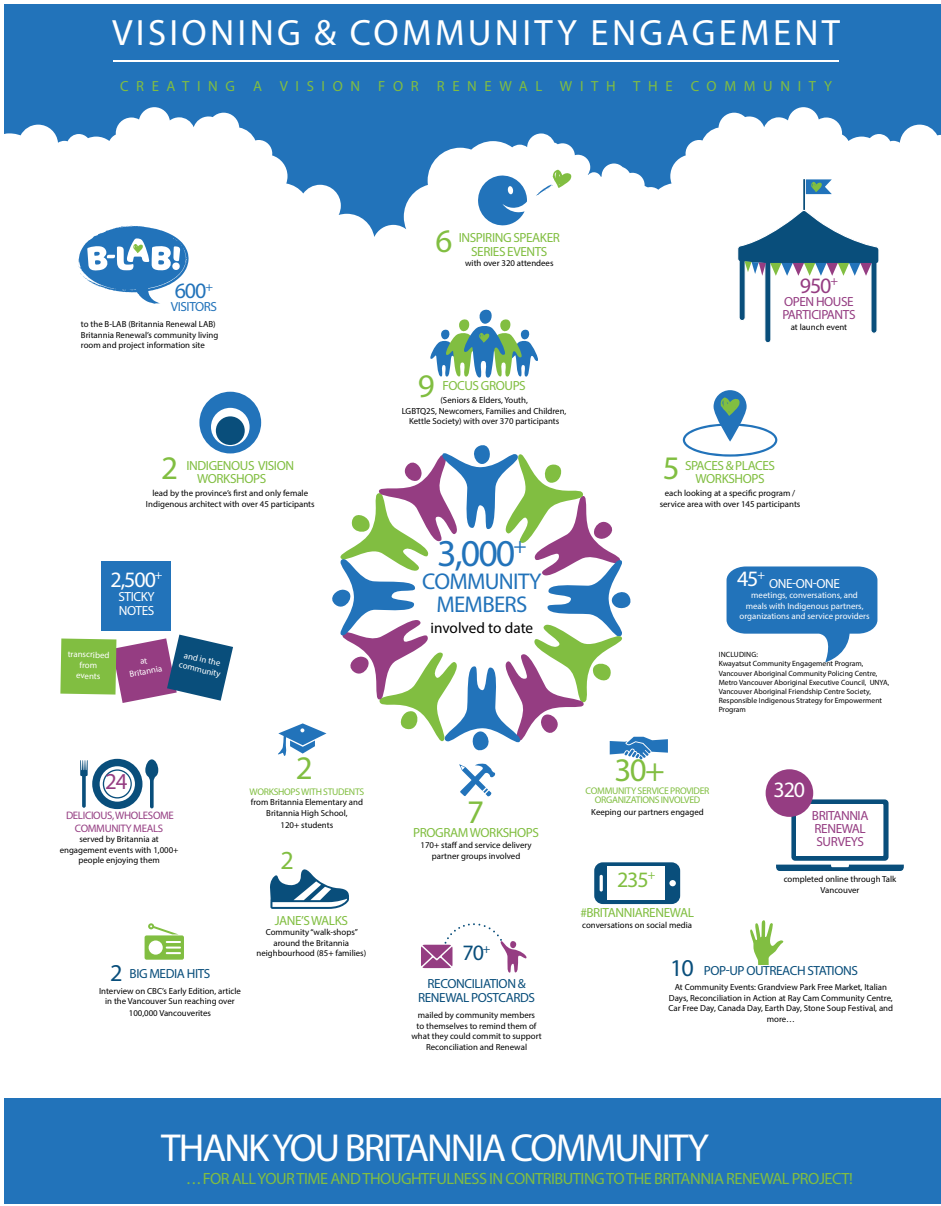 VISIONING & COMMUNITY ENGAGEMENT
CREATING A VISION FOR RENEWAL WITH THE COMMUNITY
6 INSPIRING SPEAKER
SERIES EVENTS
with over 320 attendees
B-LAB!
600+
VISITORS
to the B-LAB (Britannia Renewal LAB)
Britannia Renewal's community living
room and project information site
950+
OPEN HOUSE
PARTICIPANTS
at launch event
9 FOCUS GROUPS
(Seniors & Elders, Youth,
LGBTQ2S, Newcomers, Families and Children,
Kettle Society) with over 370 participants
2 INDIGENOUS VISION
WORKSHOPS
lead by the province's first and only female
Indigenous architect with over 45 participants
5 SPACES & PLACES
WORKSHOPS
each looking at a specific program /
service area with over 145 participants
3,000+
COMMUNITY
MEMBERS
involved to date
2,500+
STICKY
NOTES
transcribed
from
events
at
Britannia
and in the
community
45+ ONE-ON-ONE
meetings, conversations, and
meals with Indigenous partners,
organizations and service providers
INCLUDING:
Kwayatsut Community Engagement Program,
Vancouver Aboriginal Community Policing Centre,
Metro Vancouver Aboriginal Executive Council, UNYA,
Vancouver Aboriginal Friendship Centre Society,
Responsible Indigenous Strategy for Empowerment
Program
24
DELICIOUS, WHOLESOME
COMMUNITY MEALS
served by Britannia at
engagement events with 1,000+
people enjoying them
2
WORKSHOPS WITH STUDENTS
from Britannia Elementary and
Britannia High School,
120+ students
7
PROGRAM WORKSHOPS
170+ staff and service delivery
partner groups involved
30+
COMMUNITY SERVICE PROVIDER
ORGANIZATIONS INVOLVED
Keeping our partners engaged
320
BRITANNIA
RENEWAL
SURVEYS
completed online through Talk
Vancouver
2
JANE'S WALKS
Community "walk-shops"
around the Britannia
neighbourhood (85+ families)
235+
#BRITANNIARENEWAL
conversations on social media
2 BIG MEDIA HITS
Interview on CBC's Early Edition, article
in the Vancouver Sun reaching over
100,000 Vancouverites
70+
RECONCILIATION &
RENEWAL POSTCARDS
mailed by community members
to themselves to remind them of
what they could commit to support
Reconciliation and Renewal
10 POP-UP OUTREACH STATIONS
At Community Events: Grandview Park Free Market, Italian
Days, Reconciliation in Action at Ray Cam Community Centre,
Car Free Day, Canada Day, Earth Day, Stone Soup Festival, and
more…
THANK YOU BRITANNIA COMMUNITY
…FOR ALL YOUR TIME AND THOUGHTFULNESS IN CONTRIBUTING TO THE BRITANNIA RENEWAL PROJECT!